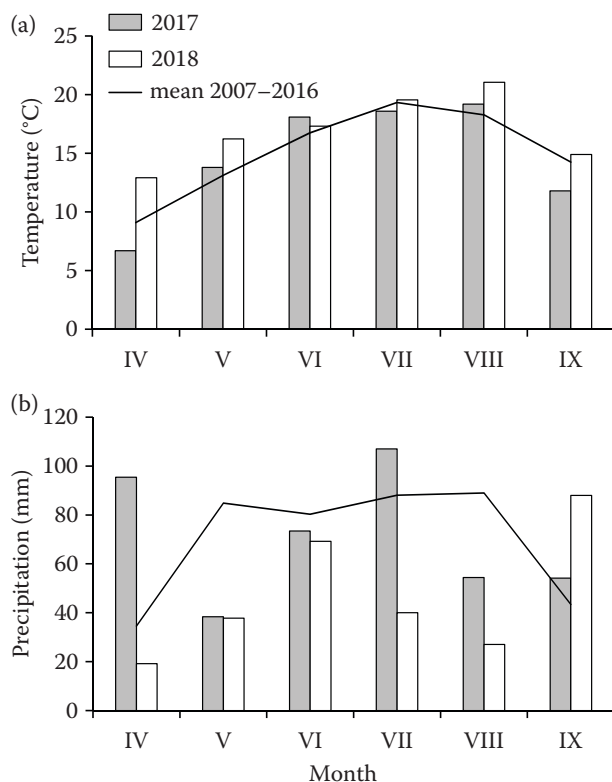 (a)
2017
2018
mean 2007–2016
Temperature (°C)
25
20
15
10
5
0
IV V VI VII VIII IX
(b)
Precipitation (mm)
120
100
80
60
40
20
0
IV V VI VII VIII IX
Month